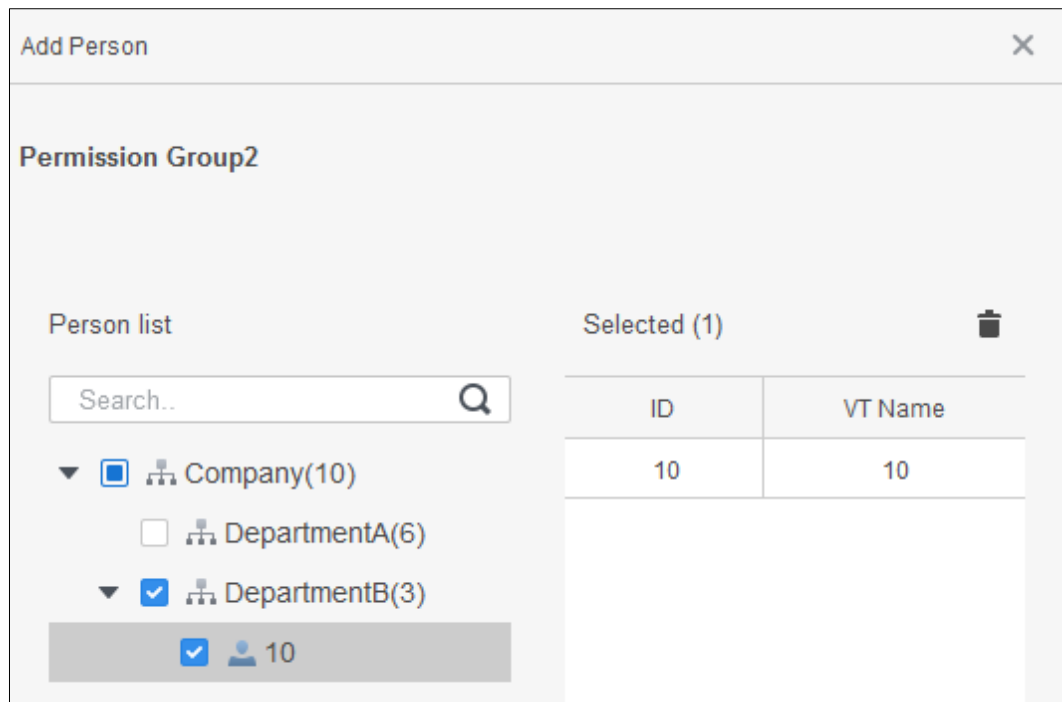 Add Person
Permission Group2
Person list
Search..
Company(10)
DepartmentA(6)
DepartmentB(3)
10
Selected (1)
ID VT Name
10 10